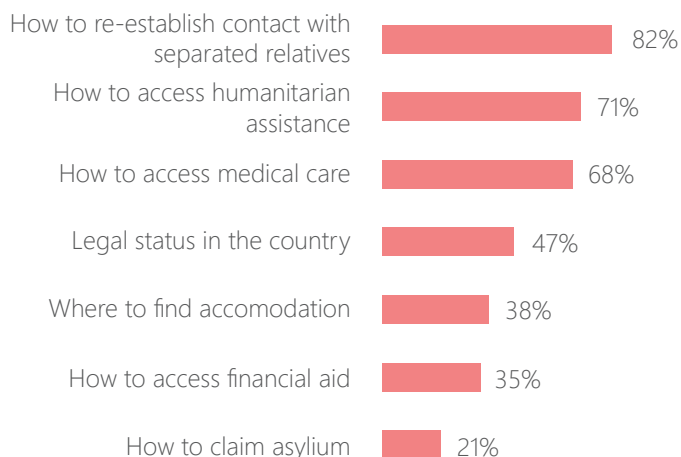 How to re-establish contact with
separated relatives
82%
How to access humanitarian
assistance
71%
How to access medical care
68%
Legal status in the country
47%
Where to find accomodation
38%
How to access financial aid
35%
How to claim asylium
21%